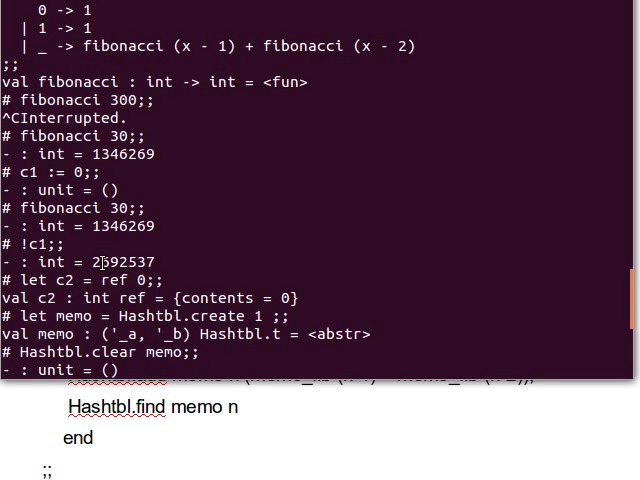 0 -> 1
| 1 -> 1
| _ -> fibonacci (x - 1) + fibonacci (x - 2)
;;
val fibonacci : int -> int = <fun>
# fibonacci 300;;
^CInterrupted.
# fibonacci 30;;
- : int = 1346269
# c1 := 0;;
- : unit = ()
# fibonacci 30;;
- : int = 1346269
# !c1;;
- : int = 2692537
# let c2 = ref 0;;
val c2 : int ref = {contents = 0}
# let memo = Hashtbl.create 1 ;;
val memo : ('_a, '_b) Hashtbl.t = <abstr>
# Hashtbl.clear memo;;
- : unit = ()
Hashtbl.find memo n
end
;;